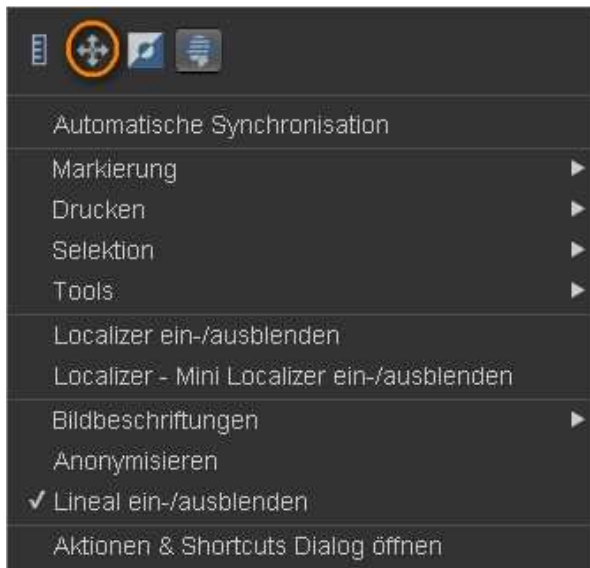 Automatische Synchronisation
Markierung
Drucken
Selektion
Tools
Localizer ein-/ausblenden
Localizer - Mini Localizer ein-/ausblenden
Bildbeschriftungen
Anonymisieren
Lineal ein-/ausblenden
Aktionen & Shortcuts Dialog öffnen